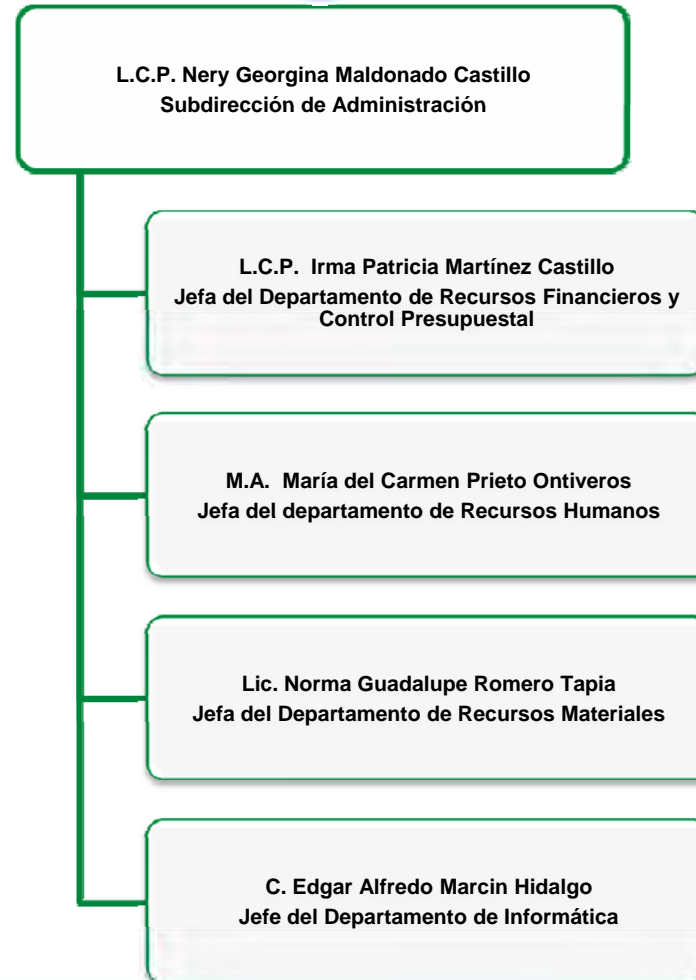 L.C.P. Nery Georgina Maldonado Castillo
Subdirección de Administración
L.C.P. Irma Patricia Martínez Castillo
Jefa del Departamento de Recursos Financieros y
Control Presupuestal
M.A. María del Carmen Prieto Ontiveros
Jefa del departamento de Recursos Humanos
Lic. Norma Guadalupe Romero Tapia
Jefa del Departamento de Recursos Materiales
C. Edgar Alfredo Marcin Hidalgo
Jefe del Departamento de Informática